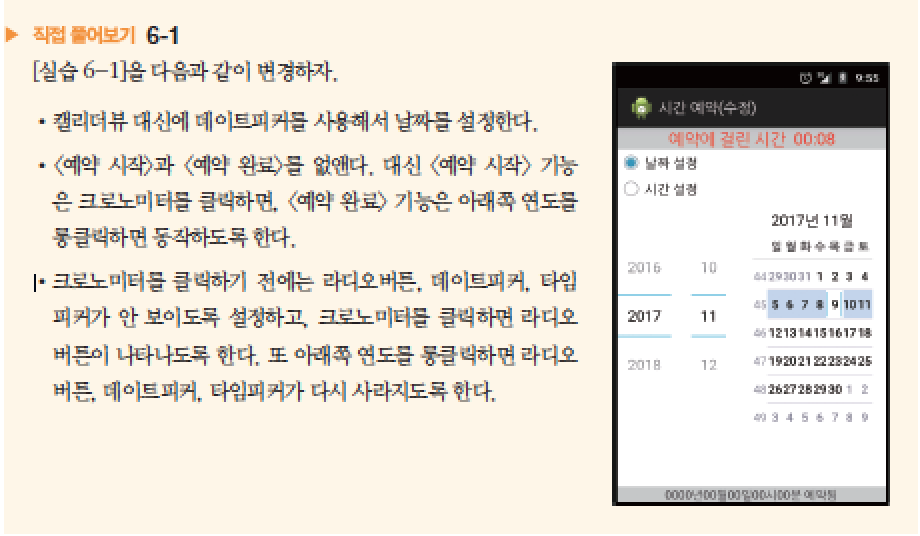 ▶ 직접 풀어보기 6-1
[실습 6-1]을 다음과 같이 변경하자.
• 캘리더뷰 대신에 데이트피커를 사용해서 날짜를 설정한다.
• 〈예약 시작〉과 〈예약 완료〉를 없앤다. 대신 〈예약 시작〉 기능
은 크로노미터를 클릭하면, 〈예약 완료〉 기능은 아래쪽 연도를
롱클릭하면 동작하도록 한다.
• 크로노미터를 클릭하기 전에는 라디오버튼, 데이트피커, 타임
피커가 안 보이도록 설정하고, 크로노미터를 클릭하면 라디오
버튼이 나타나도록 한다. 또 아래쪽 연도를 롱클릭하면 라디오
버튼, 데이트피커, 타임피커가 다시 사라지도록 한다.
9:55
시간 예약(수정)
예약에 걸린 시간 00:08
날짜 설정
시간 설정
2017년 11월
일 월 화 수 목 금 토
2016 10
44 29 30 31 1 2 3 4
45 5 6 7 8 9 10 11
2017 11
46 12 13 14 15 16 17 18
2018 12
47 19 20 21 22 23 24 25
48 26 27 28 29 30 1 2
49 3 4 5 6 7 8 9
0000년00월00일00시00분 예약됨